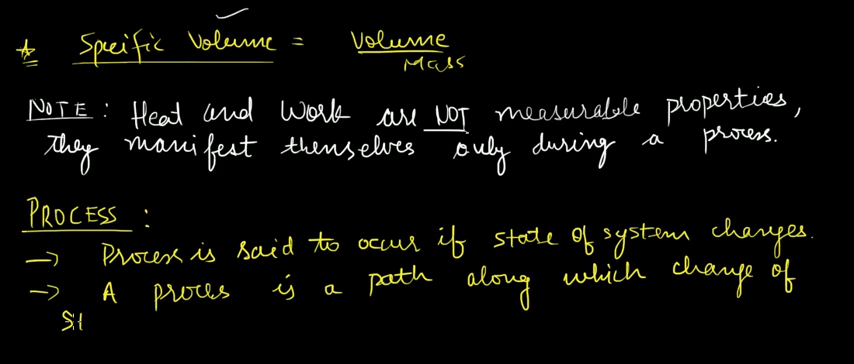 * Specific Volume = Volume
Mass
NOTE: Heat and Work are NOT measurable properties,
they manifest themselves only during a process.
PROCESS:
→ Process is said to occur if state of system changes.
→ A proces is a path along which change of